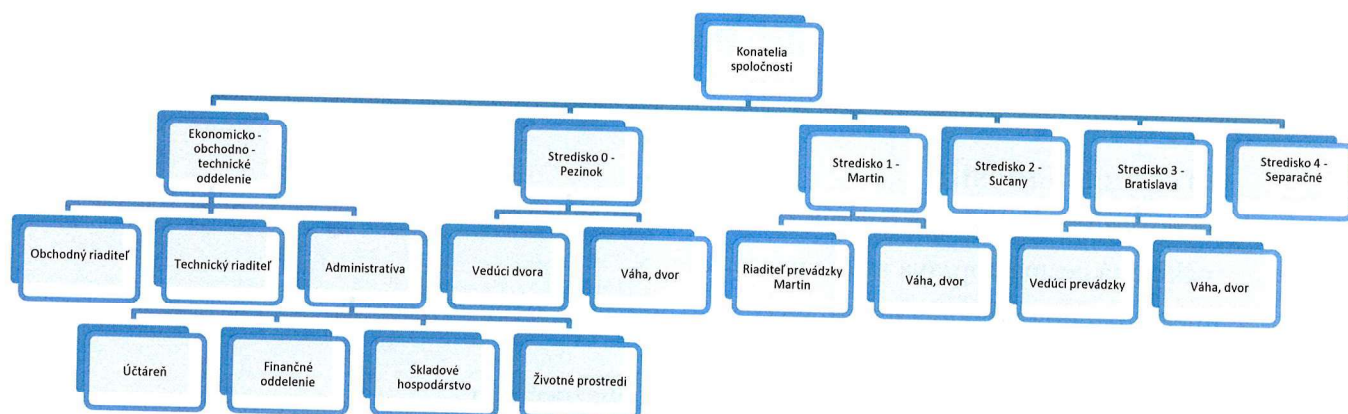 Konatelia
spoločnosti
Ekonomicko -
obchodno -
technické
oddelenie
Stredisko 0 -
Pezinok
Stredisko 1 -
Martin
Stredisko 2 -
Sučany
Stredisko 3 -
Bratislava
Stredisko 4 -
Separačné
Obchodný riaditeľ
Technický riaditeľ
Administratíva
Vedúci dvora
Váha, dvor
Riaditeľ prevádzky
Martin
Váha, dvor
Vedúci prevádzky
Váha, dvor
Účtáreň
Finančné
oddelenie
Skladové
hospodárstvo
Životné prostredi